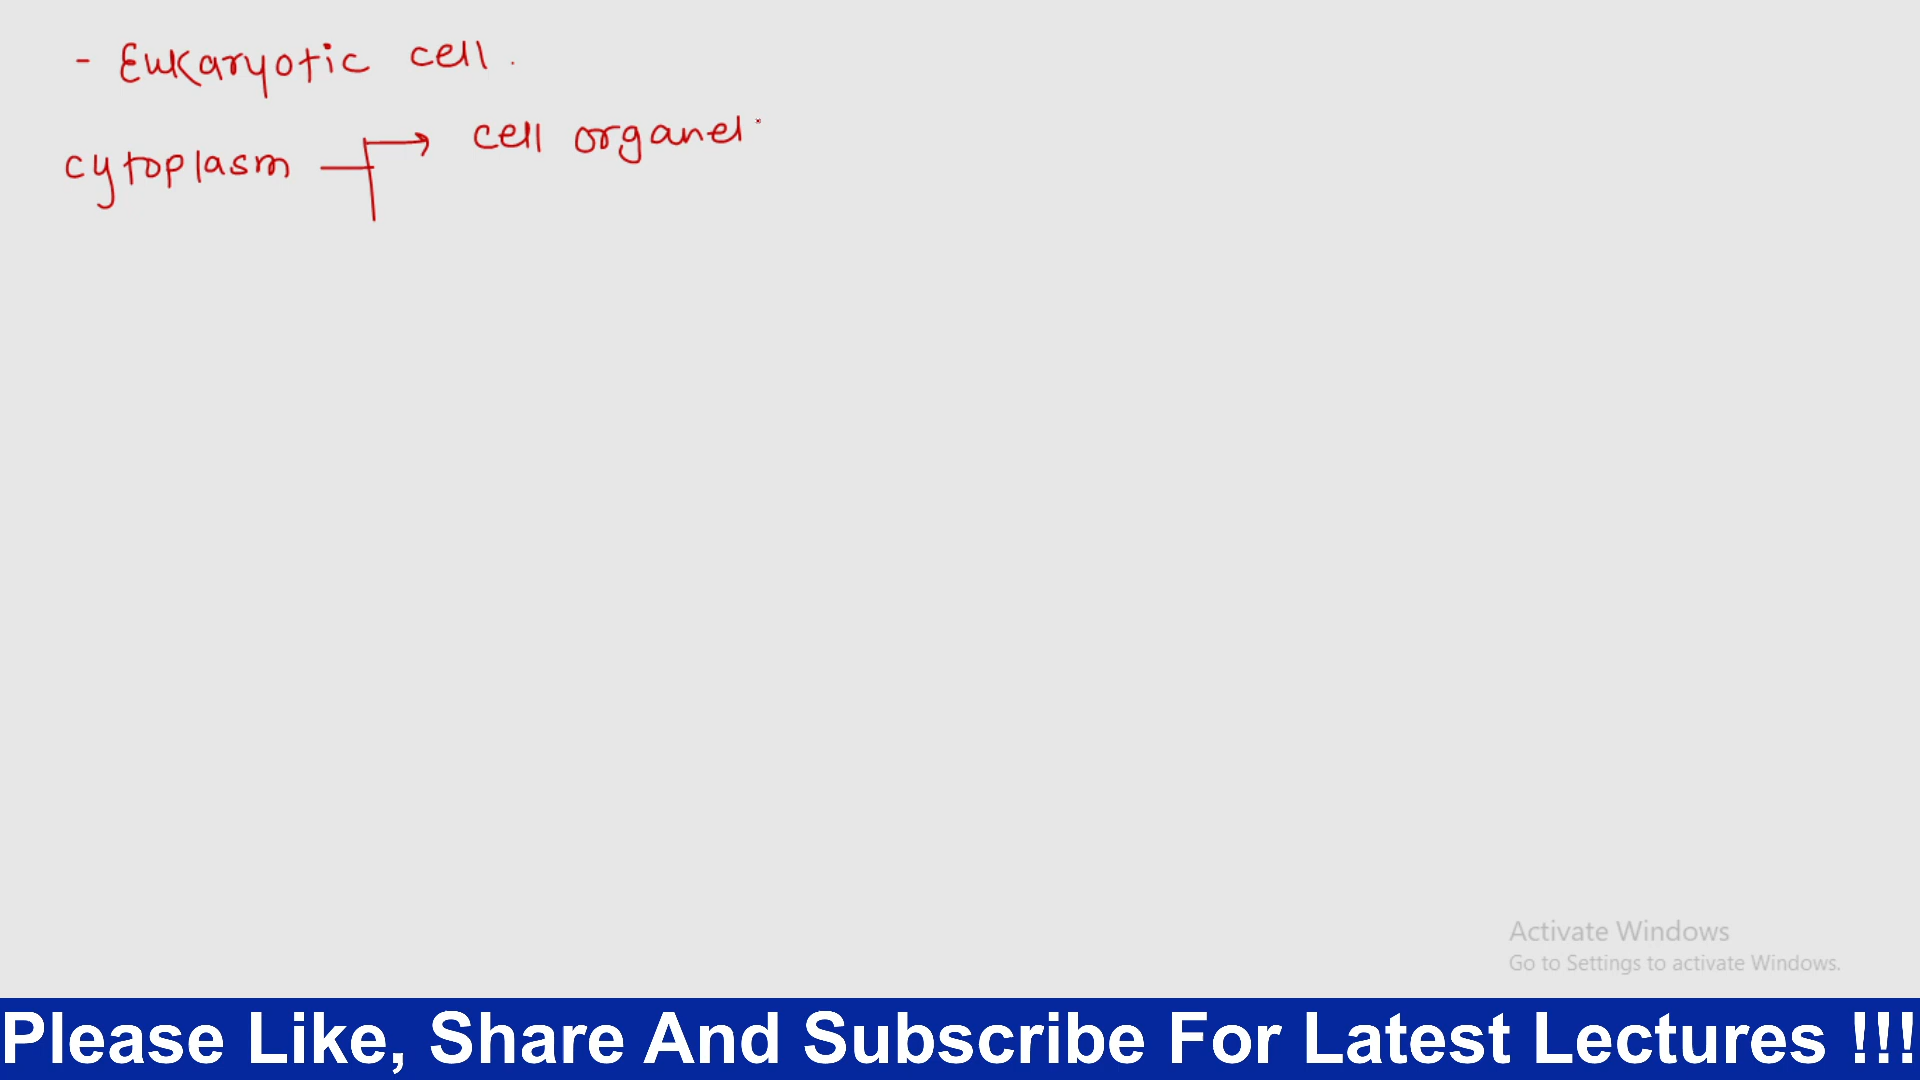 - Eukaryotic cell.
cell organel
cytoplasm
Activate Windows
Go to Settings to activate Windows.
Please Like, Share And Subscribe For Latest Lectures !!!